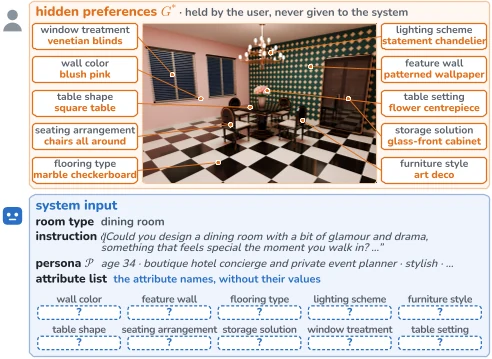 hidden preferences G* · held by the user, never given to the system
window treatment
venetian blinds
wall color
blush pink
table shape
square table
seating arrangement
chairs all around
flooring type
marble checkerboard
lighting scheme
statement chandelier
feature wall
patterned wallpaper
table setting
flower centrepiece
storage solution
glass-front cabinet
furniture style
art deco
system input
room type dining room
instruction q̃ “Could you design a dining room with a bit of glamour and drama,
something that feels special the moment you walk in? …”
persona 𝒫 age 34 · boutique hotel concierge and private event planner · stylish · …
attribute list the attribute names, without their values
wall color feature wall flooring type lighting scheme furniture style
? ? ? ? ?
table shape seating arrangement storage solution window treatment table setting
? ? ? ? ?